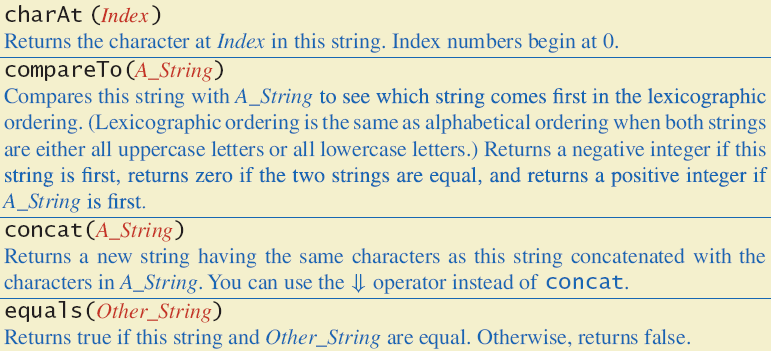 charAt (Index)
Returns the character at Index in this string. Index numbers begin at 0.
compareTo(A_String)
Compares this string with A_String to see which string comes first in the lexicographic
ordering. (Lexicographic ordering is the same as alphabetical ordering when both strings
are either all uppercase letters or all lowercase letters.) Returns a negative integer if this
string is first, returns zero if the two strings are equal, and returns a positive integer if
A_String is first.
concat(A_String)
Returns a new string having the same characters as this string concatenated with the
characters in A_String. You can use the ⇓ operator instead of concat.
equals(Other_String)
Returns true if this string and Other_String are equal. Otherwise, returns false.